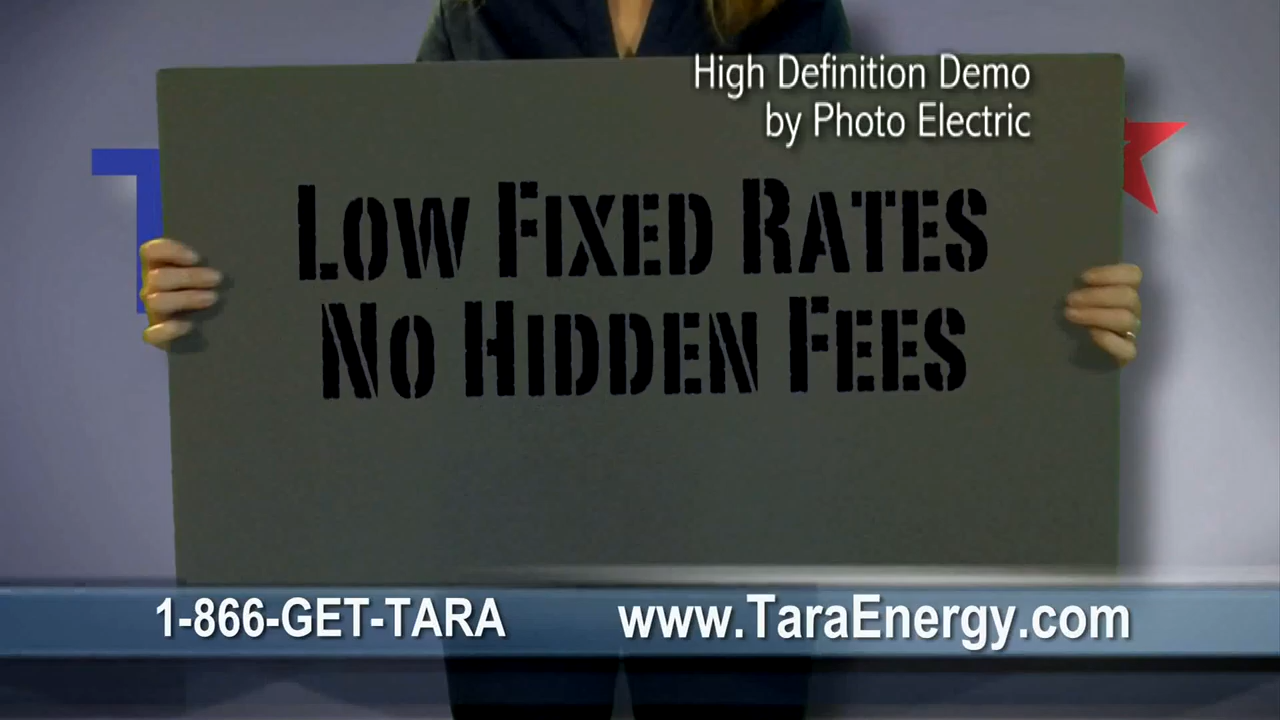 High Definition Demo
by Photo Electric
LOW FIXED RATES
NO HIDDEN FEES
1-866-GET-TARA
www.TaraEnergy.com